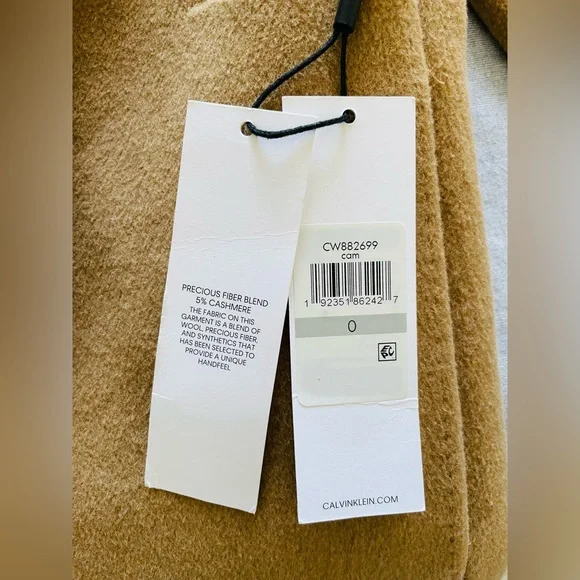 PRECIOUS FIBER BLEND
5% CASHMERE
THE FABRIC ON THIS
GARMENT IS A BLEND OF
WOOL, PRECIOUS FIBER,
AND SYNTHETICS THAT
HAS BEEN SELECTED TO
PROVIDE A UNIQUE
HANDFEEL
CW882699
cam
1 92351 86242 7
0
CALVINKLEIN.COM